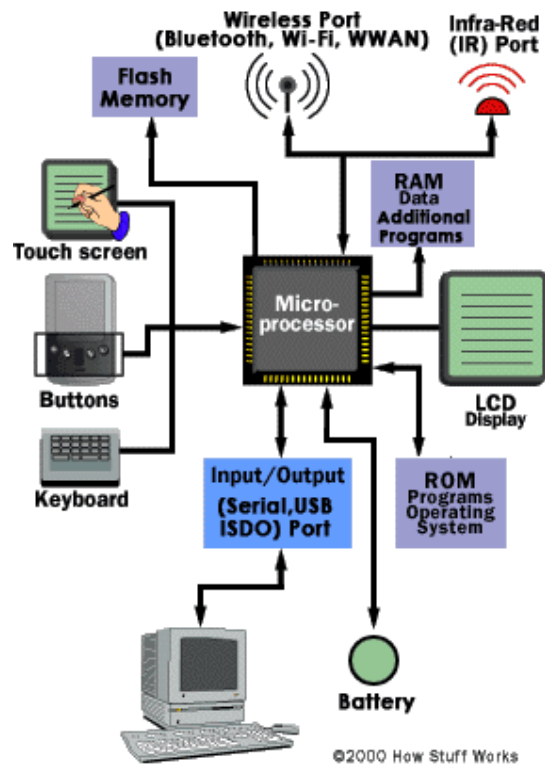 Wireless Port
(Bluetooth, Wi-Fi, WWAN)
Infra-Red
(IR) Port
Flash
Memory
RAM
Data
Additional
Programs
Touch screen
Micro-
processor
Buttons
LCD
Display
Keyboard
Input/Output
(Serial,USB
ISDO) Port
ROM
Programs
Operating
System
Battery
©2000 How Stuff Works